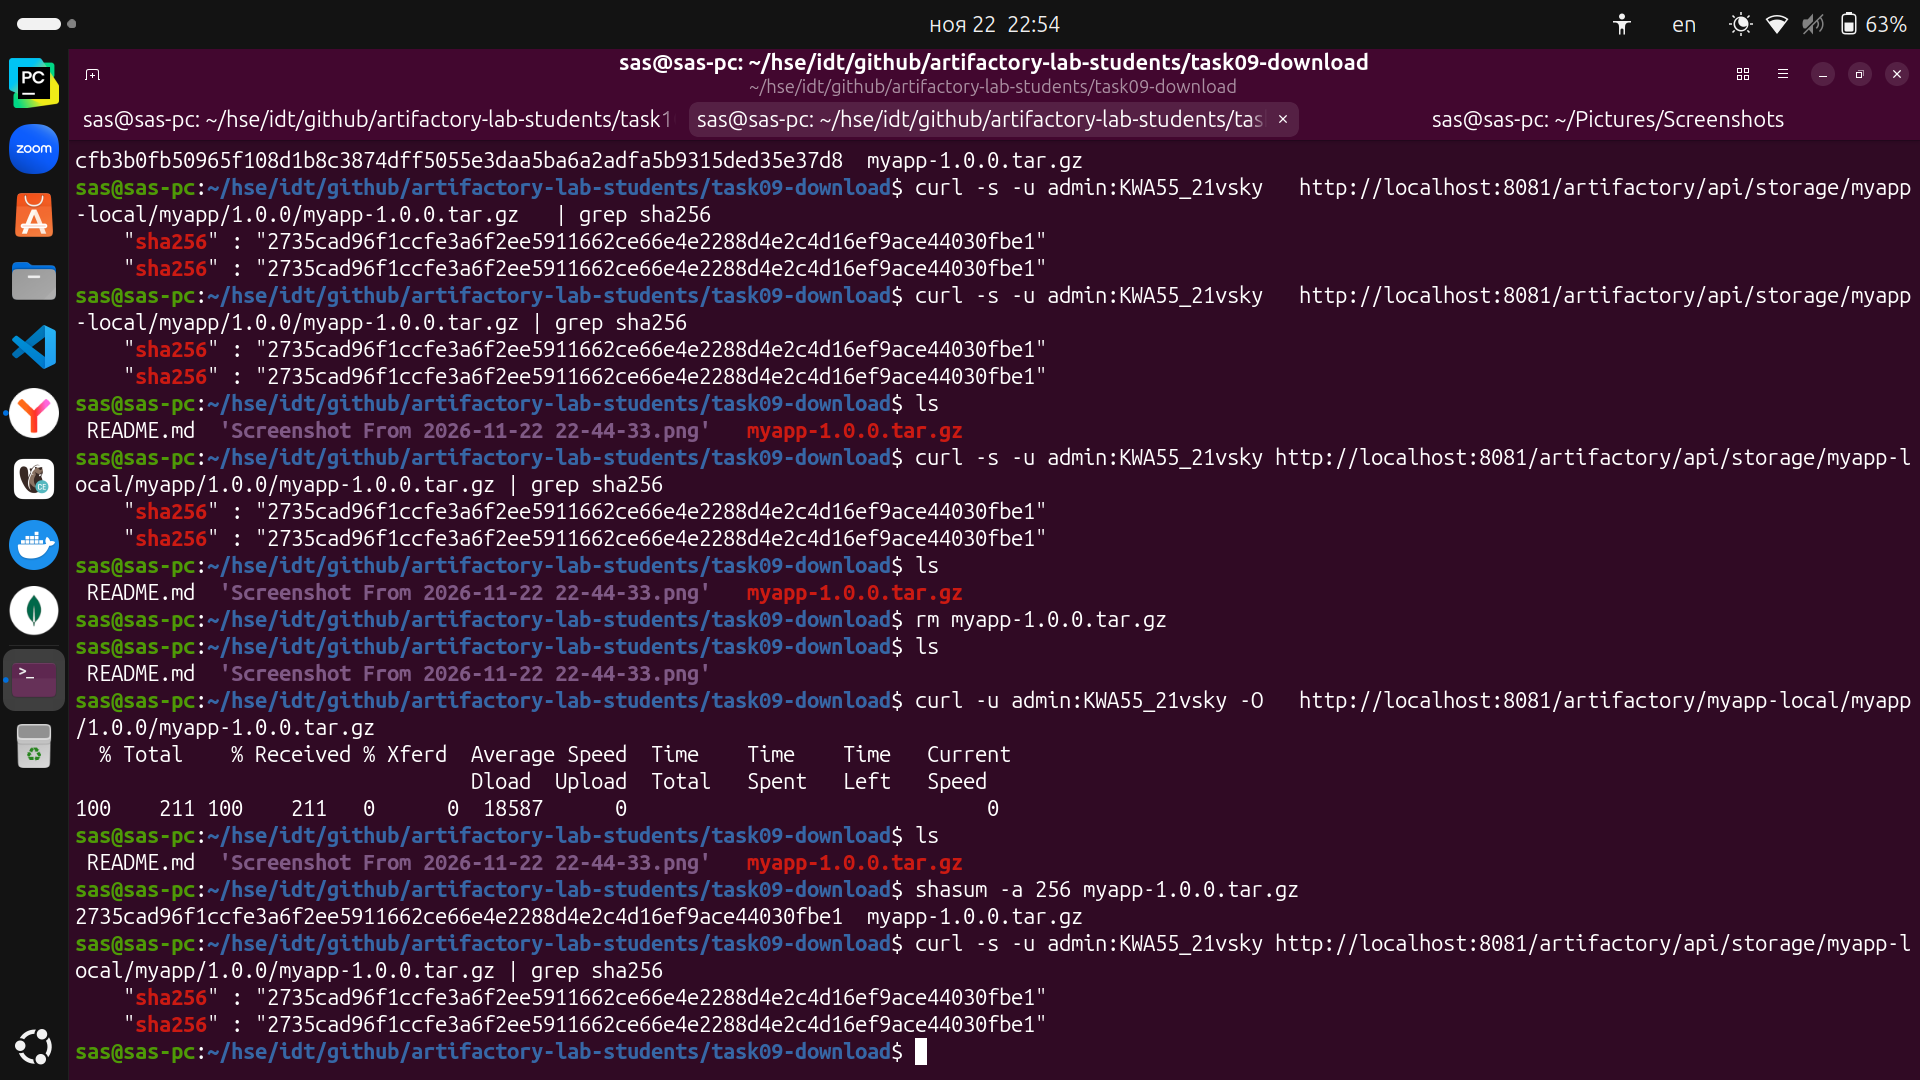 ноя 22 22:54
en
63%
sas@sas-pc: ~/hse/idt/github/artifactory-lab-students/task09-download
~/hse/idt/github/artifactory-lab-students/task09-download
sas@sas-pc: ~/hse/idt/github/artifactory-lab-students/task1
sas@sas-pc: ~/hse/idt/github/artifactory-lab-students/tas
sas@sas-pc: ~/Pictures/Screenshots
PC
zoom
cfb3b0fb50965f108d1b8c3874dff5055e3daa5ba6a2adfa5b9315ded35e37d8  myapp-1.0.0.tar.gz
sas@sas-pc:~/hse/idt/github/artifactory-lab-students/task09-download$ curl -s -u admin:KWA55_21vsky   http://localhost:8081/artifactory/api/storage/myapp
-local/myapp/1.0.0/myapp-1.0.0.tar.gz   | grep sha256
"sha256" : "2735cad96f1ccfe3a6f2ee5911662ce66e4e2288d4e2c4d16ef9ace44030fbe1"
"sha256" : "2735cad96f1ccfe3a6f2ee5911662ce66e4e2288d4e2c4d16ef9ace44030fbe1"
sas@sas-pc:~/hse/idt/github/artifactory-lab-students/task09-download$ curl -s -u admin:KWA55_21vsky   http://localhost:8081/artifactory/api/storage/myapp
-local/myapp/1.0.0/myapp-1.0.0.tar.gz | grep sha256
"sha256" : "2735cad96f1ccfe3a6f2ee5911662ce66e4e2288d4e2c4d16ef9ace44030fbe1"
"sha256" : "2735cad96f1ccfe3a6f2ee5911662ce66e4e2288d4e2c4d16ef9ace44030fbe1"
sas@sas-pc:~/hse/idt/github/artifactory-lab-students/task09-download$ ls
README.md  'Screenshot From 2026-11-22 22-44-33.png'   myapp-1.0.0.tar.gz
sas@sas-pc:~/hse/idt/github/artifactory-lab-students/task09-download$ curl -s -u admin:KWA55_21vsky http://localhost:8081/artifactory/api/storage/myapp-l
ocal/myapp/1.0.0/myapp-1.0.0.tar.gz | grep sha256
"sha256" : "2735cad96f1ccfe3a6f2ee5911662ce66e4e2288d4e2c4d16ef9ace44030fbe1"
"sha256" : "2735cad96f1ccfe3a6f2ee5911662ce66e4e2288d4e2c4d16ef9ace44030fbe1"
sas@sas-pc:~/hse/idt/github/artifactory-lab-students/task09-download$ ls
README.md  'Screenshot From 2026-11-22 22-44-33.png'   myapp-1.0.0.tar.gz
sas@sas-pc:~/hse/idt/github/artifactory-lab-students/task09-download$ rm myapp-1.0.0.tar.gz
sas@sas-pc:~/hse/idt/github/artifactory-lab-students/task09-download$ ls
README.md  'Screenshot From 2026-11-22 22-44-33.png'
sas@sas-pc:~/hse/idt/github/artifactory-lab-students/task09-download$ curl -u admin:KWA55_21vsky -O   http://localhost:8081/artifactory/myapp-local/myapp
/1.0.0/myapp-1.0.0.tar.gz
% Total    % Received % Xferd  Average Speed  Time    Time    Time   Current
Dload  Upload  Total   Spent   Left   Speed
100    211 100    211   0      0  18587      0                              0
sas@sas-pc:~/hse/idt/github/artifactory-lab-students/task09-download$ ls
README.md  'Screenshot From 2026-11-22 22-44-33.png'   myapp-1.0.0.tar.gz
sas@sas-pc:~/hse/idt/github/artifactory-lab-students/task09-download$ shasum -a 256 myapp-1.0.0.tar.gz
2735cad96f1ccfe3a6f2ee5911662ce66e4e2288d4e2c4d16ef9ace44030fbe1  myapp-1.0.0.tar.gz
sas@sas-pc:~/hse/idt/github/artifactory-lab-students/task09-download$ curl -s -u admin:KWA55_21vsky http://localhost:8081/artifactory/api/storage/myapp-l
ocal/myapp/1.0.0/myapp-1.0.0.tar.gz | grep sha256
"sha256" : "2735cad96f1ccfe3a6f2ee5911662ce66e4e2288d4e2c4d16ef9ace44030fbe1"
"sha256" : "2735cad96f1ccfe3a6f2ee5911662ce66e4e2288d4e2c4d16ef9ace44030fbe1"
sas@sas-pc:~/hse/idt/github/artifactory-lab-students/task09-download$